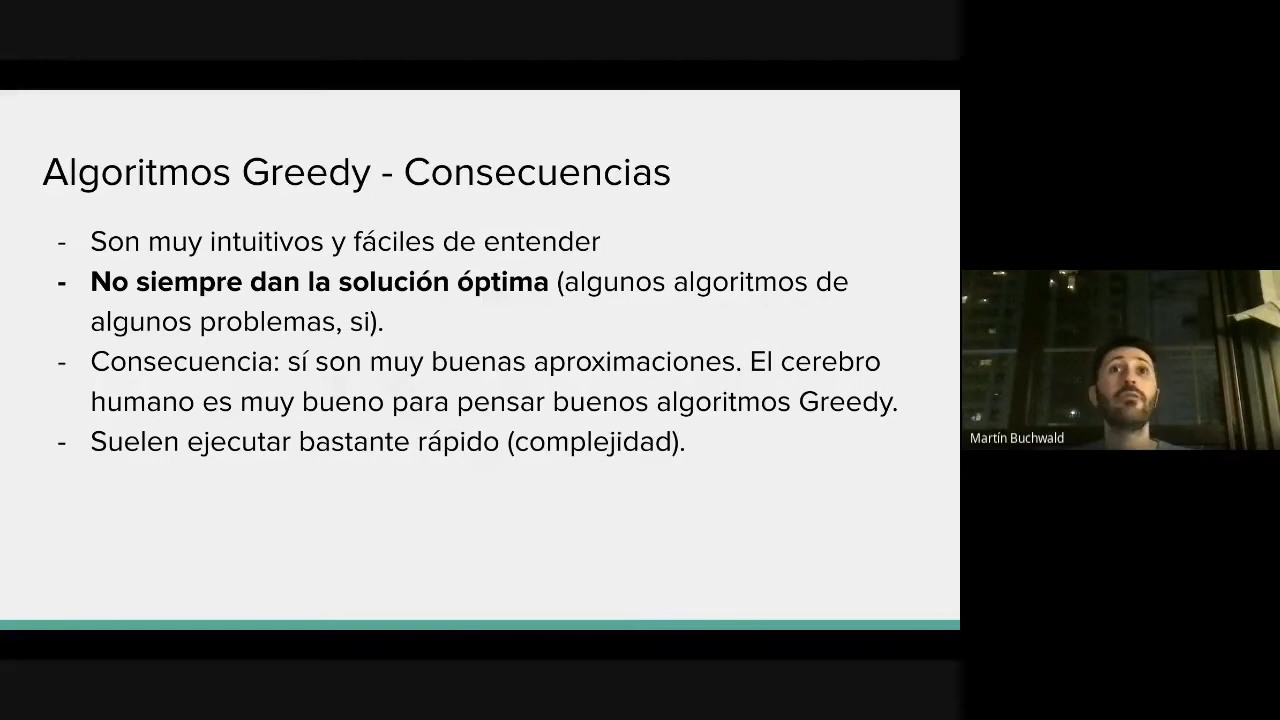 Algoritmos Greedy - Consecuencias
- Son muy intuitivos y fáciles de entender
- No siempre dan la solución óptima (algunos algoritmos de
algunos problemas, si).
- Consecuencia: sí son muy buenas aproximaciones. El cerebro
humano es muy bueno para pensar buenos algoritmos Greedy.
- Suelen ejecutar bastante rápido (complejidad).
Martín Buchwald